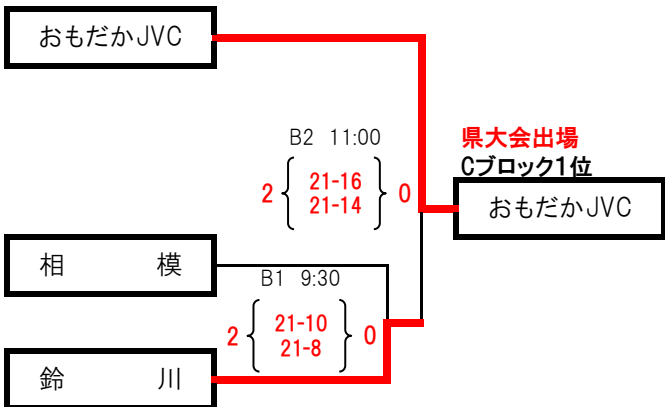 おもだかJVC
B2 11:00
県大会出場
Cブロック1位
2 { 21-16 } 0
21-14
おもだかJVC
相 模
B1 9:30
2 { 21-10 } 0
21-8
鈴 川